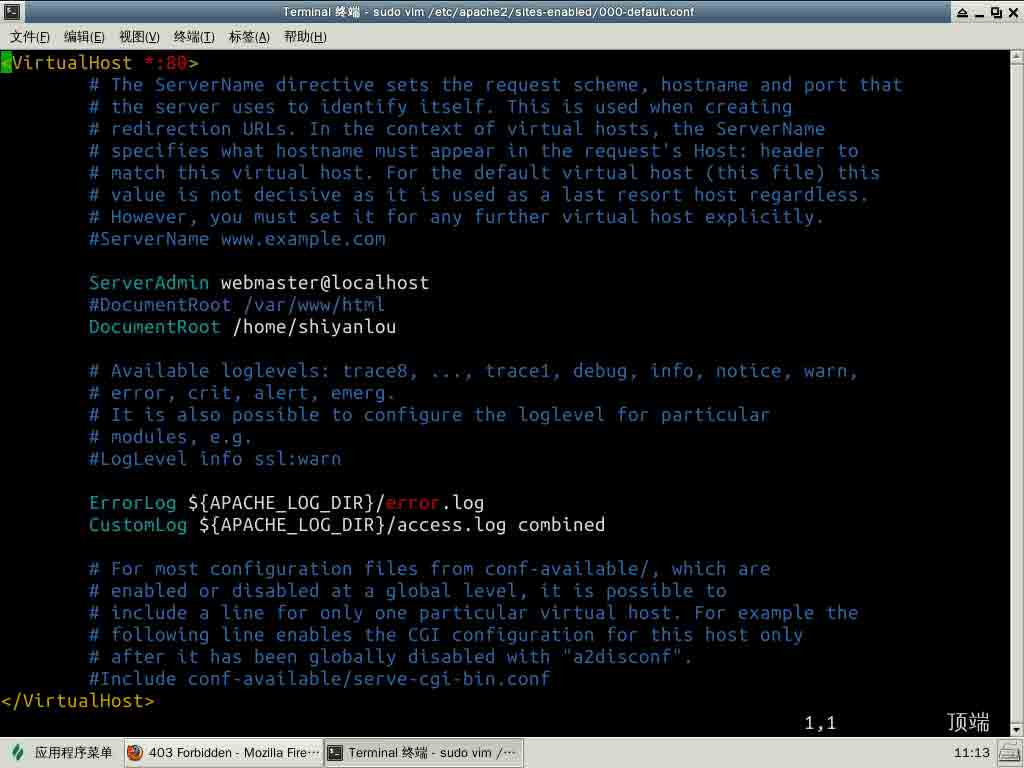 Terminal 终端 - sudo vim /etc/apache2/sites-enabled/000-default.conf
文件(F) 编辑(E) 视图(V) 终端(T) 标签(A) 帮助(H)
<VirtualHost *:80>
# The ServerName directive sets the request scheme, hostname and port that
# the server uses to identify itself. This is used when creating
# redirection URLs. In the context of virtual hosts, the ServerName
# specifies what hostname must appear in the request's Host: header to
# match this virtual host. For the default virtual host (this file) this
# value is not decisive as it is used as a last resort host regardless.
# However, you must set it for any further virtual host explicitly.
#ServerName www.example.com
ServerAdmin webmaster@localhost
#DocumentRoot /var/www/html
DocumentRoot /home/shiyanlou
# Available loglevels: trace8, ..., trace1, debug, info, notice, warn,
# error, crit, alert, emerg.
# It is also possible to configure the loglevel for particular
# modules, e.g.
#LogLevel info ssl:warn
ErrorLog ${APACHE_LOG_DIR}/error.log
CustomLog ${APACHE_LOG_DIR}/access.log combined
# For most configuration files from conf-available/, which are
# enabled or disabled at a global level, it is possible to
# include a line for only one particular virtual host. For example the
# following line enables the CGI configuration for this host only
# after it has been globally disabled with "a2disconf".
#Include conf-available/serve-cgi-bin.conf
</VirtualHost>
1,1 顶端
应用程序菜单 403 Forbidden - Mozilla Fire··· Terminal 终端 - sudo vim /··· 11:13